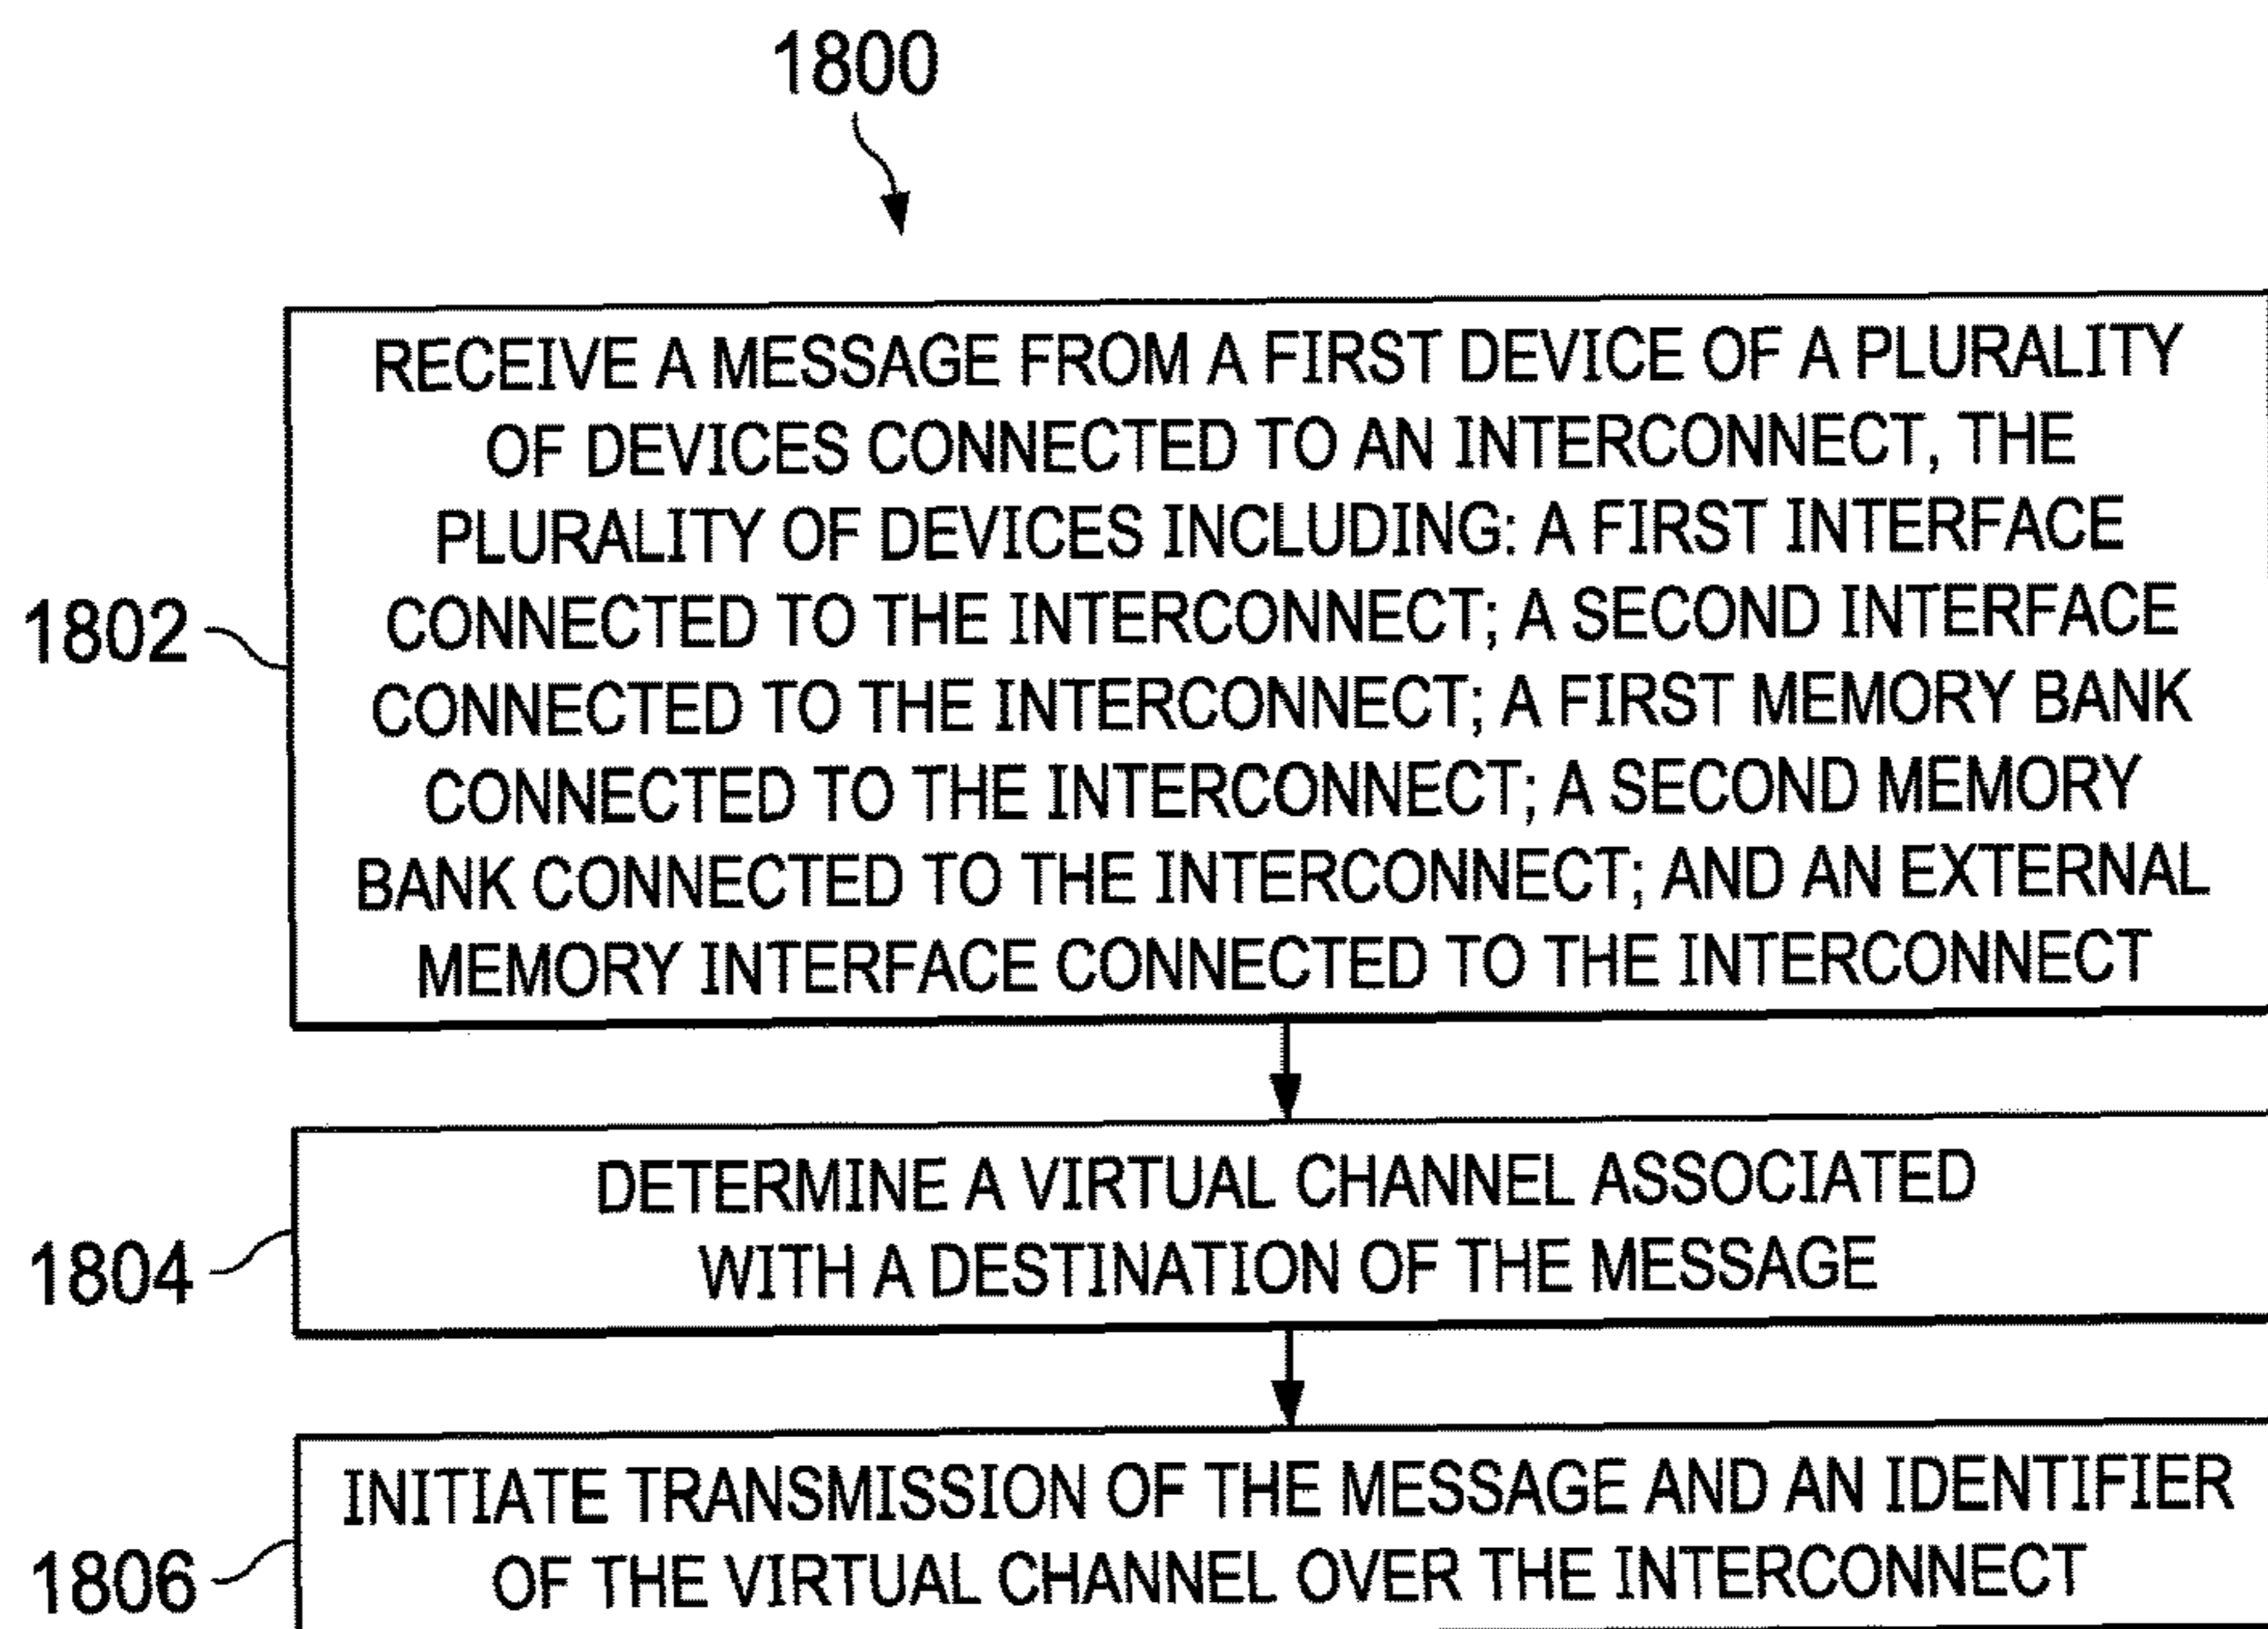 1800
1802
RECEIVE A MESSAGE FROM A FIRST DEVICE OF A PLURALITY
OF DEVICES CONNECTED TO AN INTERCONNECT, THE
PLURALITY OF DEVICES INCLUDING: A FIRST INTERFACE
CONNECTED TO THE INTERCONNECT; A SECOND INTERFACE
CONNECTED TO THE INTERCONNECT; A FIRST MEMORY BANK
CONNECTED TO THE INTERCONNECT; A SECOND MEMORY
BANK CONNECTED TO THE INTERCONNECT; AND AN EXTERNAL
MEMORY INTERFACE CONNECTED TO THE INTERCONNECT
1804
DETERMINE A VIRTUAL CHANNEL ASSOCIATED
WITH A DESTINATION OF THE MESSAGE
1806
INITIATE TRANSMISSION OF THE MESSAGE AND AN IDENTIFIER
OF THE VIRTUAL CHANNEL OVER THE INTERCONNECT